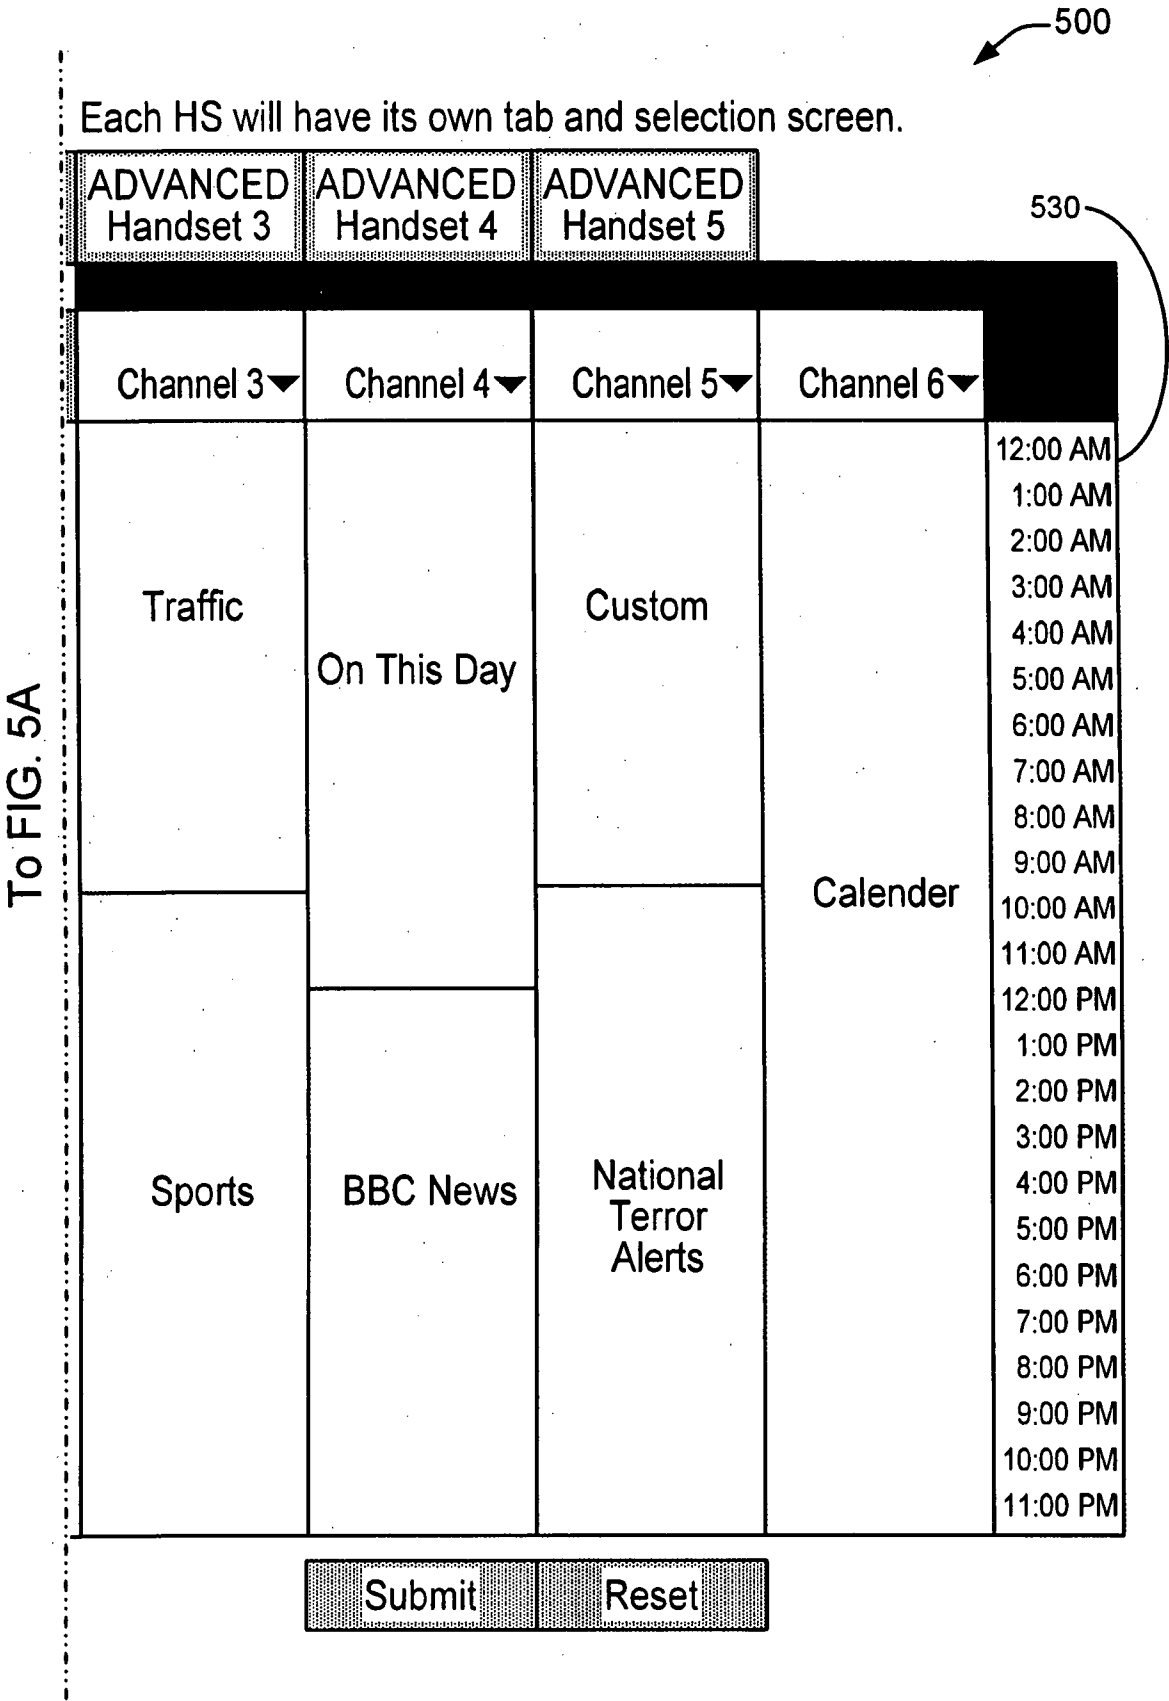 500
Each HS will have its own tab and selection screen.
ADVANCED
Handset 3
ADVANCED
Handset 4
ADVANCED
Handset 5
530
Channel 3
Channel 4
Channel 5
Channel 6
Traffic
Sports
On This Day
BBC News
Custom
National
Terror
Alerts
Calender
12:00 AM
1:00 AM
2:00 AM
3:00 AM
4:00 AM
5:00 AM
6:00 AM
7:00 AM
8:00 AM
9:00 AM
10:00 AM
11:00 AM
12:00 PM
1:00 PM
2:00 PM
3:00 PM
4:00 PM
5:00 PM
6:00 PM
7:00 PM
8:00 PM
9:00 PM
10:00 PM
11:00 PM
To FIG. 5A
Submit
Reset